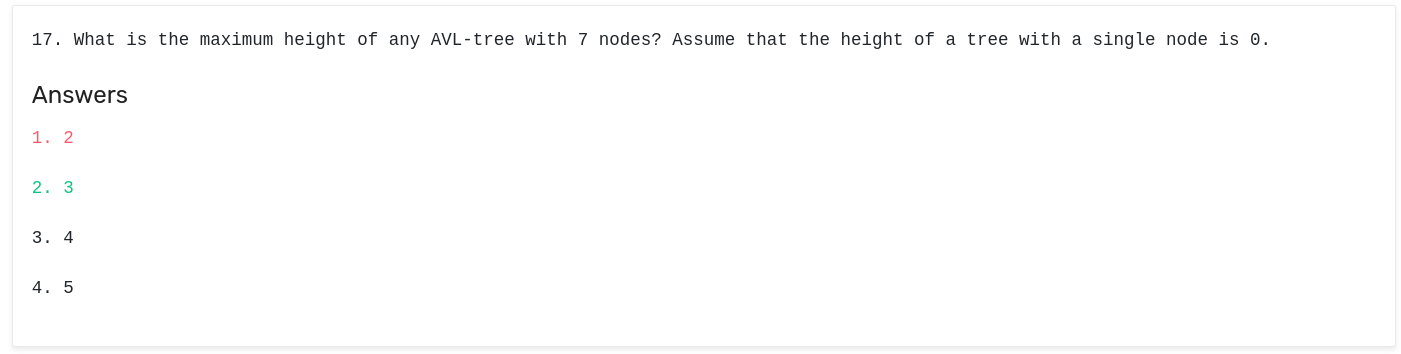 17. What is the maximum height of any AVL-tree with 7 nodes? Assume that the height of a tree with a single node is 0.
Answers
1. 2
2. 3
3. 4
4. 5